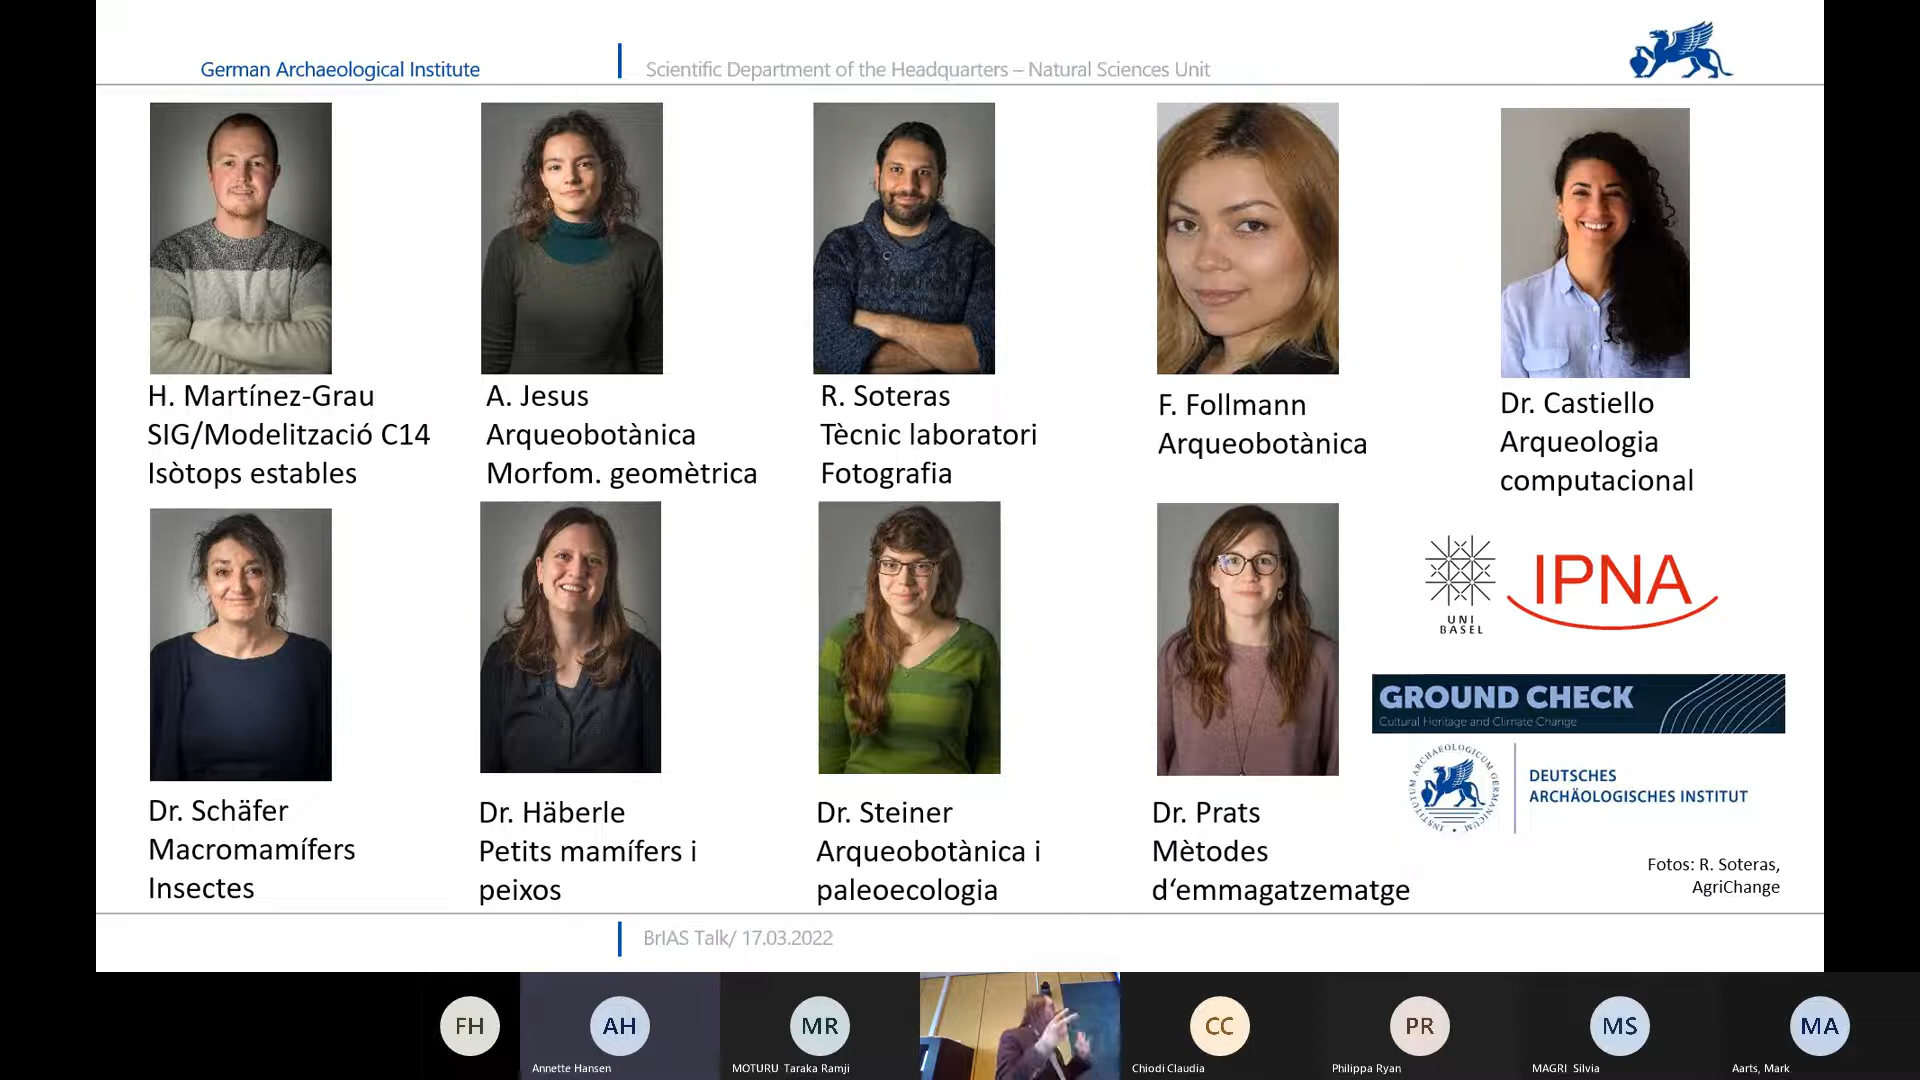 German Archaeological Institute
Scientific Department of the Headquarters – Natural Sciences Unit
H. Martínez-Grau
SIG/Modelització C14
Isòtops estables
A. Jesus
Arqueobotànica
Morfom. geomètrica
R. Soteras
Tècnic laboratori
Fotografia
F. Follmann
Arqueobotànica
Dr. Castiello
Arqueologia
computacional
Dr. Schäfer
Macromamífers
Insectes
Dr. Häberle
Petits mamífers i
peixos
Dr. Steiner
Arqueobotànica i
paleoecologia
Dr. Prats
Mètodes
d‘emmagatzematge
UNI
BASEL
IPNA
GROUND CHECK
Cultural Heritage and Climate Change
INSTITUTUM ARCHAEOLOGICUM GERMANICUM
DEUTSCHES
ARCHÄOLOGISCHES INSTITUT
Fotos: R. Soteras,
AgriChange
BrIAS Talk/ 17.03.2022
FH
AH
Annette Hansen
MR
MOTURU Taraka Ramji
CC
Chiodi Claudia
PR
Philippa Ryan
MS
MAGRI Silvia
MA
Aarts, Mark